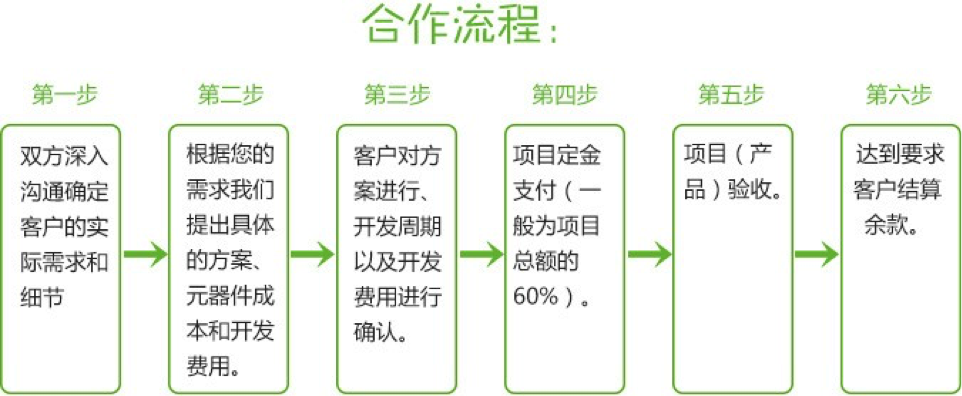 合作流程：
第一步
双方深入
沟通确定
客户的实
际需求和
细节
第二步
根据您的
需求我们
提出具体
的方案、
元器件成
本和开发
费用。
第三步
客户对方
案进行、
开发周期
以及开发
费用进行
确认。
第四步
项目定金
支付（一
般为项目
总额的
60%）。
第五步
项目（产
品）验收。
第六步
达到要求
客户结算
余款。